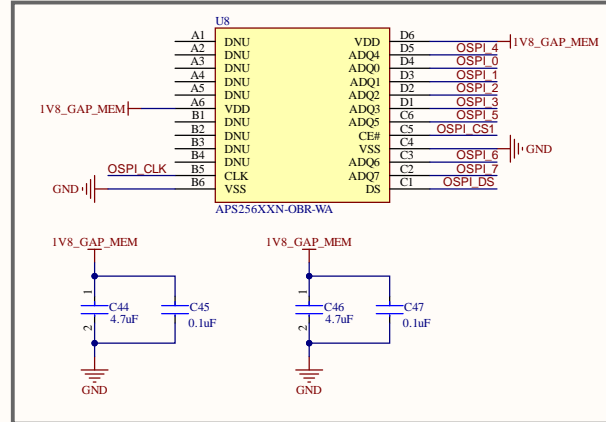 U8
A1 DNU VDD D6 1V8_GAP_MEM
A2 DNU ADQ4 D5 OSPI_4
A3 DNU ADQ0 D4 OSPI_0
A4 DNU ADQ1 D3 OSPI_1
A5 DNU ADQ2 D2 OSPI_2
1V8_GAP_MEM A6 VDD ADQ3 D1 OSPI_3
B1 DNU ADQ5 C6 OSPI_5
B2 DNU CE# C5 OSPI_CS1
B3 DNU VSS C4 GND
B4 DNU ADQ6 C3 OSPI_6
OSPI_CLK B5 CLK ADQ7 C2 OSPI_7
GND B6 VSS DS C1 OSPI_DS
APS256XXN-OBR-WA
1V8_GAP_MEM 1V8_GAP_MEM
1 1
C44 C45 C46 C47
4.7uF 0.1uF 4.7uF 0.1uF
2 2
GND GND